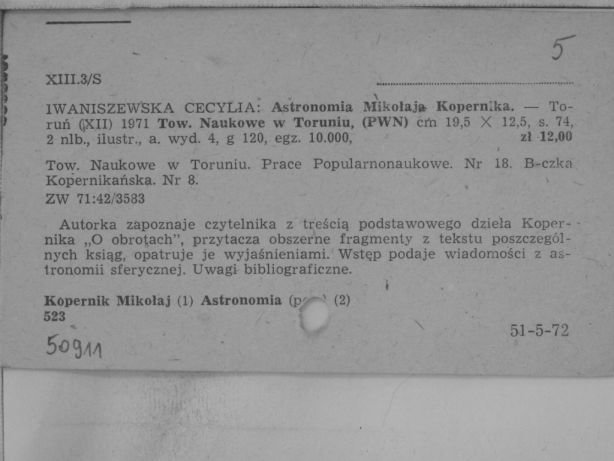 5
XIII.3/S
IWANISZEWSKA CECYLIA: Astronomia Mikołaja Kopernika. — To-
ruń (XII) 1971 Tow. Naukowe w Toruniu, (PWN) cm 19,5 × 12,5, s. 74,
2 nlb., ilustr., a. wyd. 4, g 120, egz. 10.000, zł 12,00
Tow. Naukowe w Toruniu. Prace Popularnonaukowe. Nr 18. B-czka
Kopernikańska. Nr 8.
ZW 71:42/3583
Autorka zapoznaje czytelnika z treścią podstawowego dzieła Koper-
nika „O obrotach”, przytacza obszerne fragmenty z tekstu poszczegól-
nych ksiąg, opatruje je wyjaśnieniami. Wstęp podaje wiadomości z as-
tronomii sferycznej. Uwagi bibliograficzne.
Kopernik Mikołaj (1) Astronomia (2)
523
51-5-72
50911